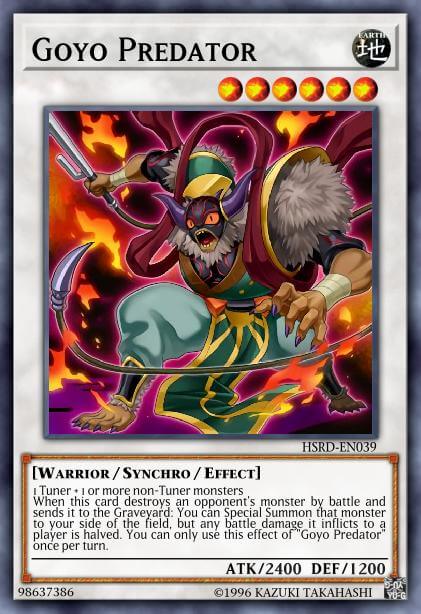 Goyo Predator
EARTH
地
HSRD-EN039
[Warrior / Synchro / Effect]
1 Tuner + 1 or more non-Tuner monsters
When this card destroys an opponent's monster by battle and
sends it to the Graveyard: You can Special Summon that monster
to your side of the field, but any battle damage it inflicts to a
player is halved. You can only use this effect of "Goyo Predator"
once per turn.
ATK/2400 DEF/1200
98637386
©1996 KAZUKI TAKAHASHI